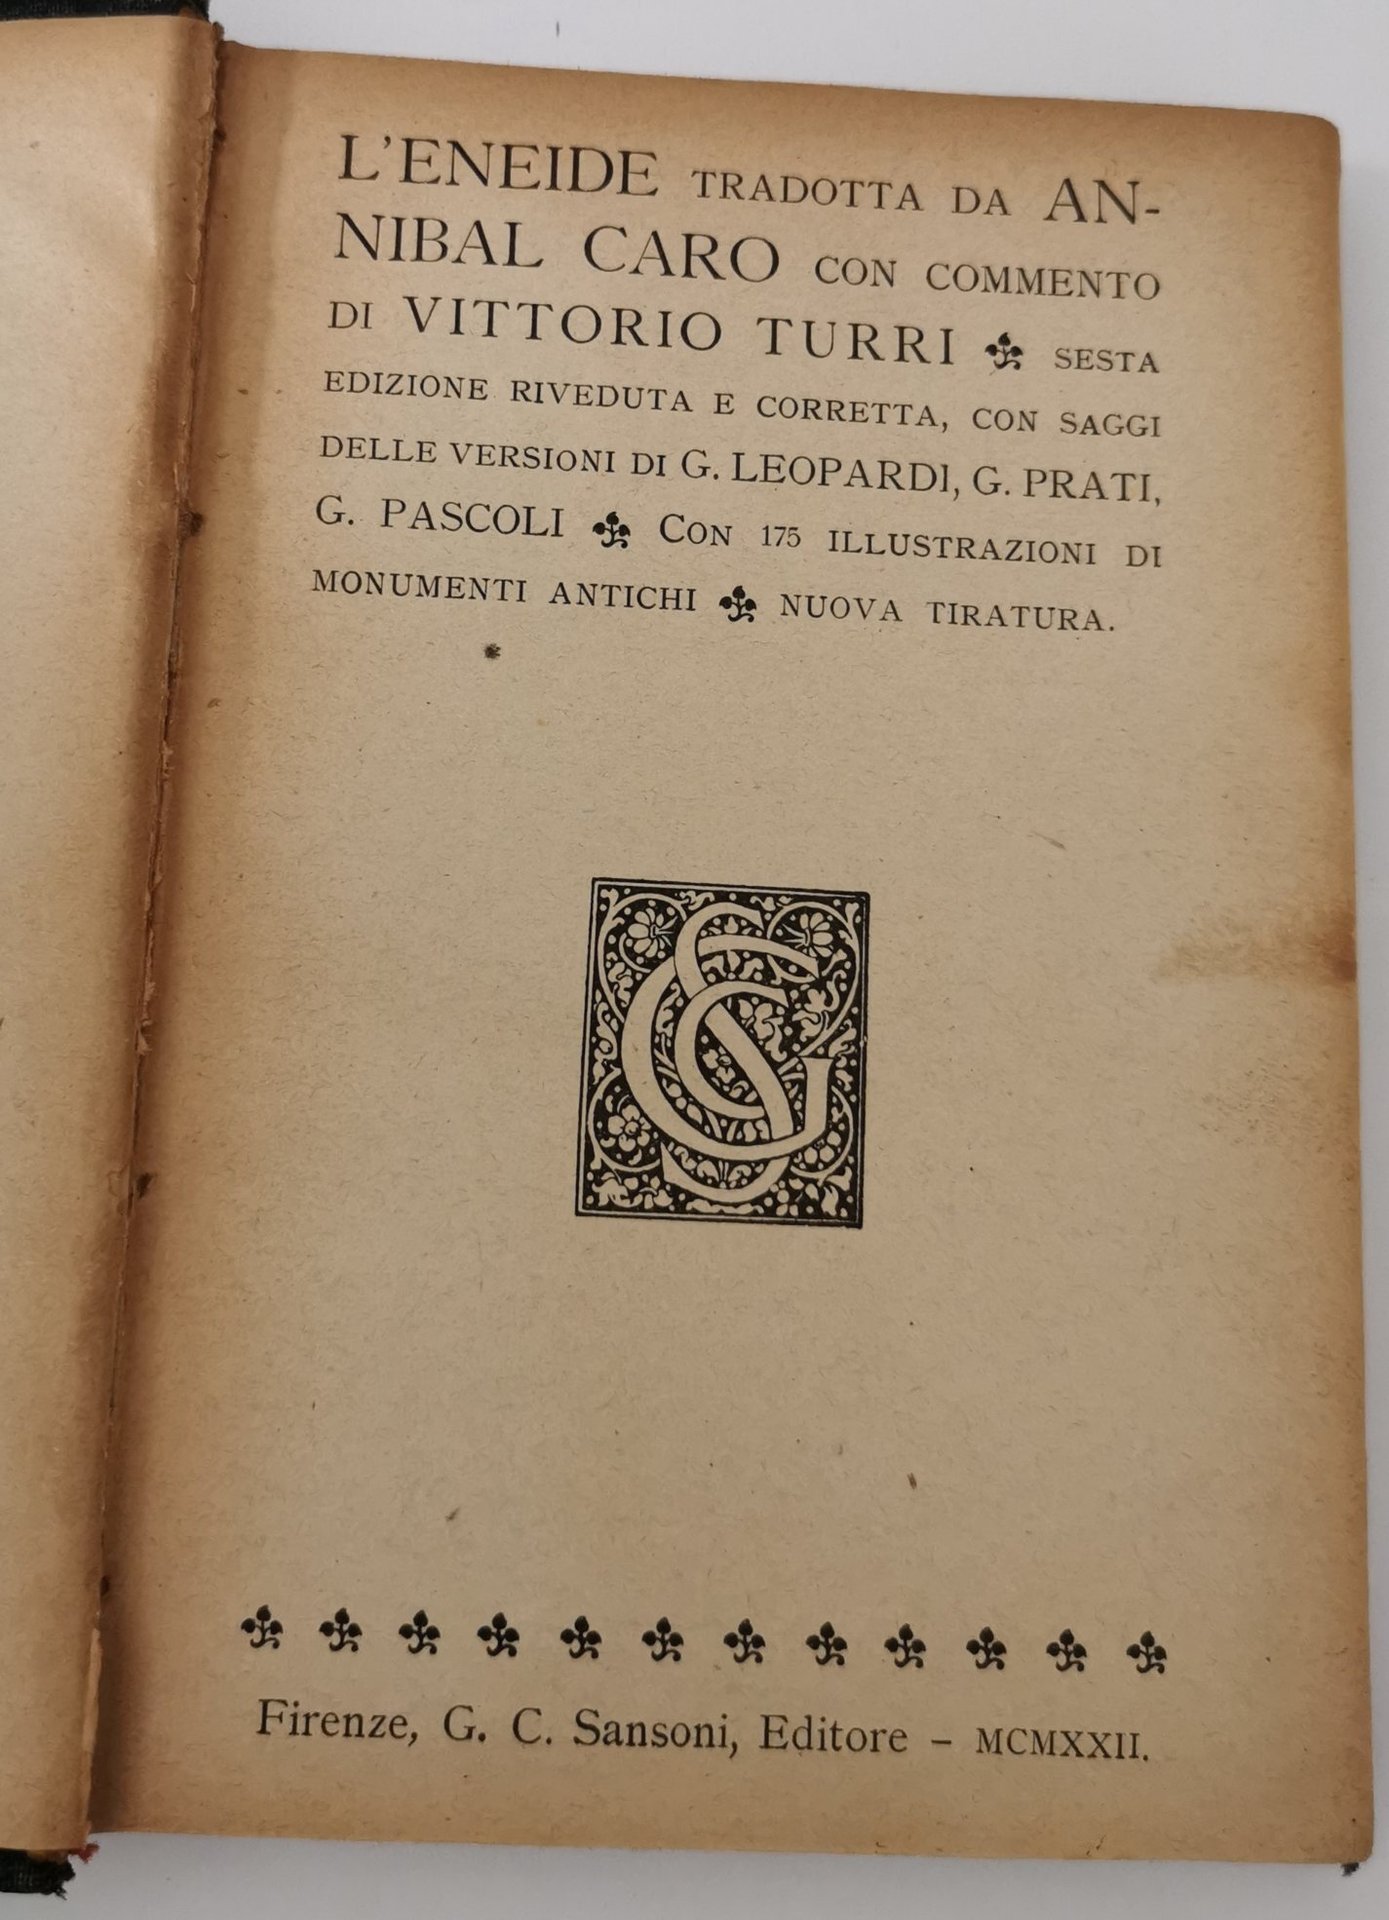 L'ENEIDE TRADOTTA DA AN-
NIBAL CARO CON COMMENTO
DI VITTORIO TURRI ❧ SESTA
EDIZIONE RIVEDUTA E CORRETTA, CON SAGGI
DELLE VERSIONI DI G. LEOPARDI, G. PRATI,
G. PASCOLI ❧ CON 175 ILLUSTRAZIONI DI
MONUMENTI ANTICHI ❧ NUOVA TIRATURA.
GCS
Firenze, G. C. Sansoni, Editore – MCMXXII.